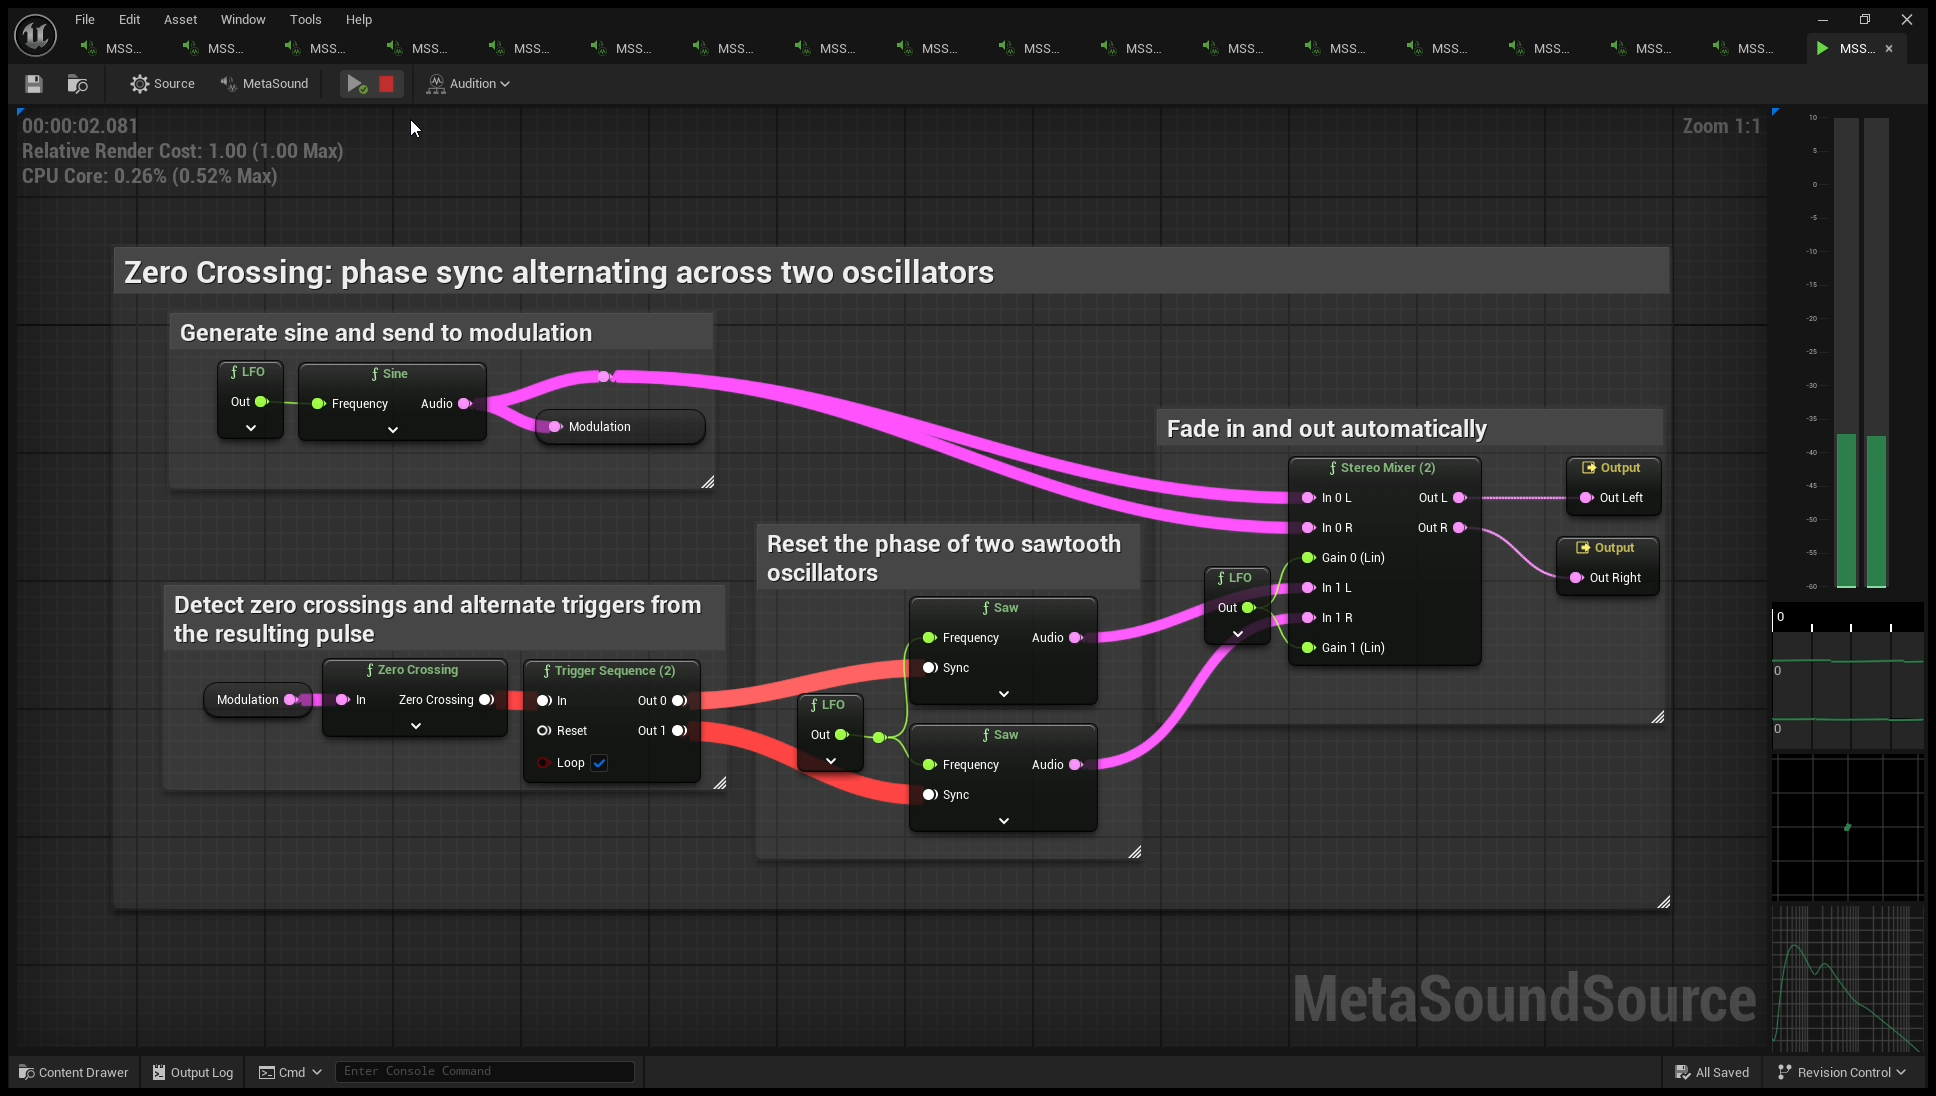 File Edit Asset Window Tools Help
MSS... MSS... MSS... MSS... MSS... MSS... MSS... MSS... MSS... MSS... MSS... MSS... MSS... MSS... MSS... MSS... MSS... MSS...
Source MetaSound Audition
00:00:02.081
Relative Render Cost: 1.00 (1.00 Max)
CPU Core: 0.26% (0.52% Max)
Zoom 1:1
Zero Crossing: phase sync alternating across two oscillators
Generate sine and send to modulation
LFO
Out
Sine
Frequency Audio
Modulation
Fade in and out automatically
Stereo Mixer (2)
In 0 L Out L
In 0 R Out R
Gain 0 (Lin)
In 1 L
In 1 R
Gain 1 (Lin)
Output
Out Left
Output
Out Right
LFO
Out
Reset the phase of two sawtooth
oscillators
Saw
Frequency Audio
Sync
LFO
Out
Saw
Frequency Audio
Sync
Detect zero crossings and alternate triggers from
the resulting pulse
Modulation
Zero Crossing
In Zero Crossing
Trigger Sequence (2)
In Out 0
Reset Out 1
Loop
10
5
0
-5
-10
-15
-20
-25
-30
-35
-40
-45
-50
-55
-60
0
0
0
MetaSoundSource
Content Drawer Output Log Cmd Enter Console Command All Saved Revision Control